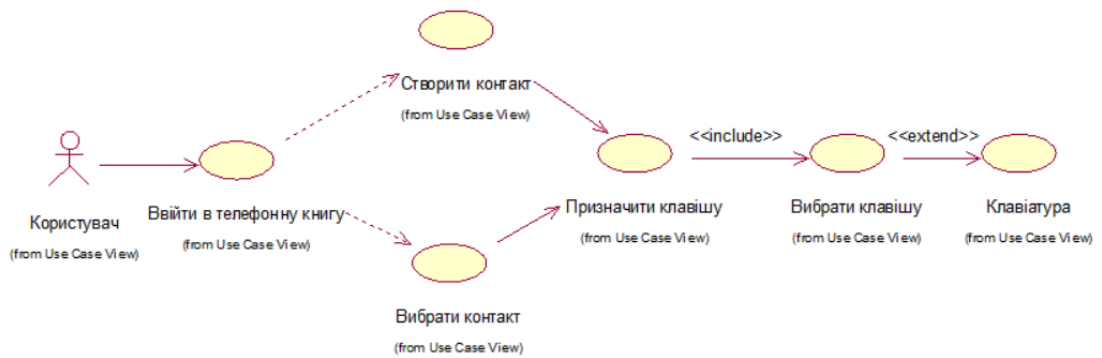 Створити контакт
(from Use Case View)
<<include>>
<<extend>>
Користувач
(from Use Case View)
Ввійти в телефонну книгу
(from Use Case View)
Призначити клавішу
(from Use Case View)
Вибрати клавішу
(from Use Case View)
Клавіатура
(from Use Case View)
Вибрати контакт
(from Use Case View)